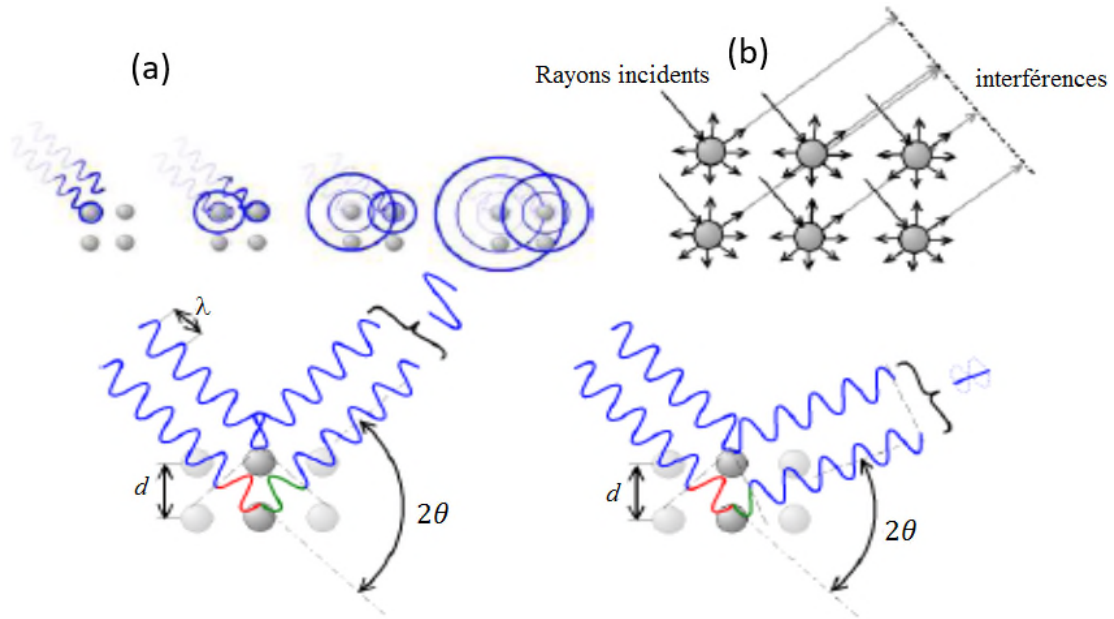 (a)
(b)
Rayons incidents
interférences
λ
d
2θ
d
2θ